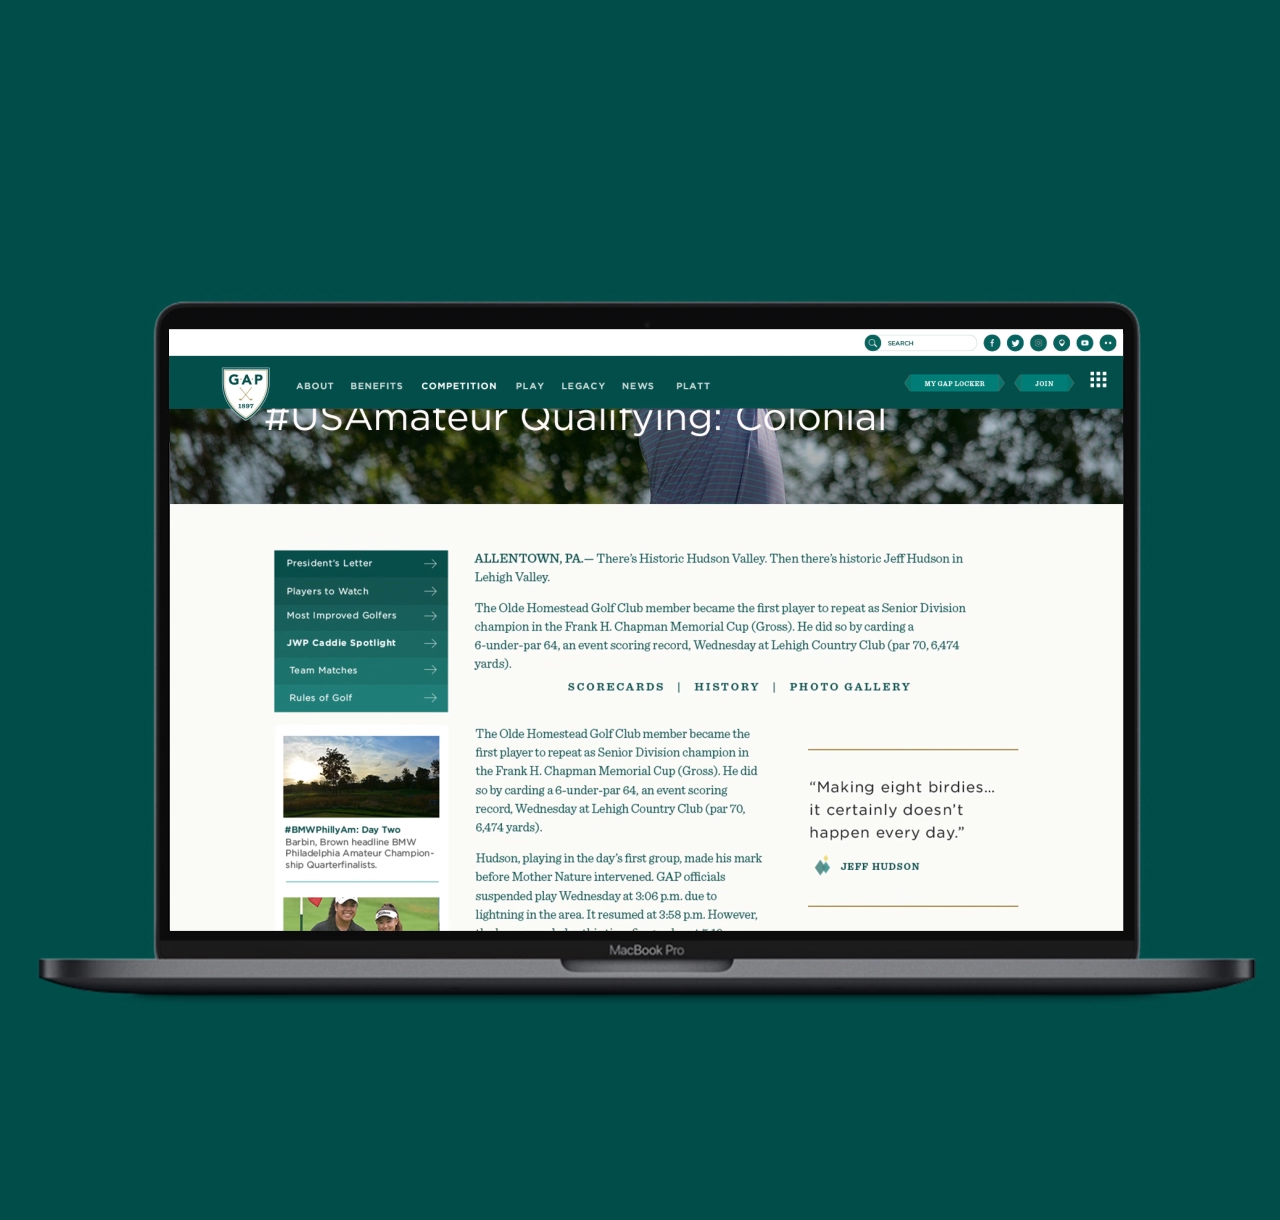 SEARCH
GAP
1897
ABOUT BENEFITS COMPETITION PLAY LEGACY NEWS PLATT
MY GAP LOCKER JOIN
#USAmateur Qualifying: Colonial
President's Letter
Players to Watch
Most Improved Golfers
JWP Caddie Spotlight
Team Matches
Rules of Golf
#BMWPhillyAm: Day Two
Barbin, Brown headline BMW
Philadelphia Amateur Champion-
ship Quarterfinalists.
ALLENTOWN, PA.— There's Historic Hudson Valley. Then there's historic Jeff Hudson in
Lehigh Valley.
The Olde Homestead Golf Club member became the first player to repeat as Senior Division
champion in the Frank H. Chapman Memorial Cup (Gross). He did so by carding a
6-under-par 64, an event scoring record, Wednesday at Lehigh Country Club (par 70, 6,474
yards).
SCORECARDS | HISTORY | PHOTO GALLERY
The Olde Homestead Golf Club member became the
first player to repeat as Senior Division champion in
the Frank H. Chapman Memorial Cup (Gross). He did
so by carding a 6-under-par 64, an event scoring
record, Wednesday at Lehigh Country Club (par 70,
6,474 yards).
Hudson, playing in the day's first group, made his mark
before Mother Nature intervened. GAP officials
suspended play Wednesday at 3:06 p.m. due to
lightning in the area. It resumed at 3:58 p.m. However,
“Making eight birdies...
it certainly doesn't
happen every day.”
JEFF HUDSON
MacBook Pro